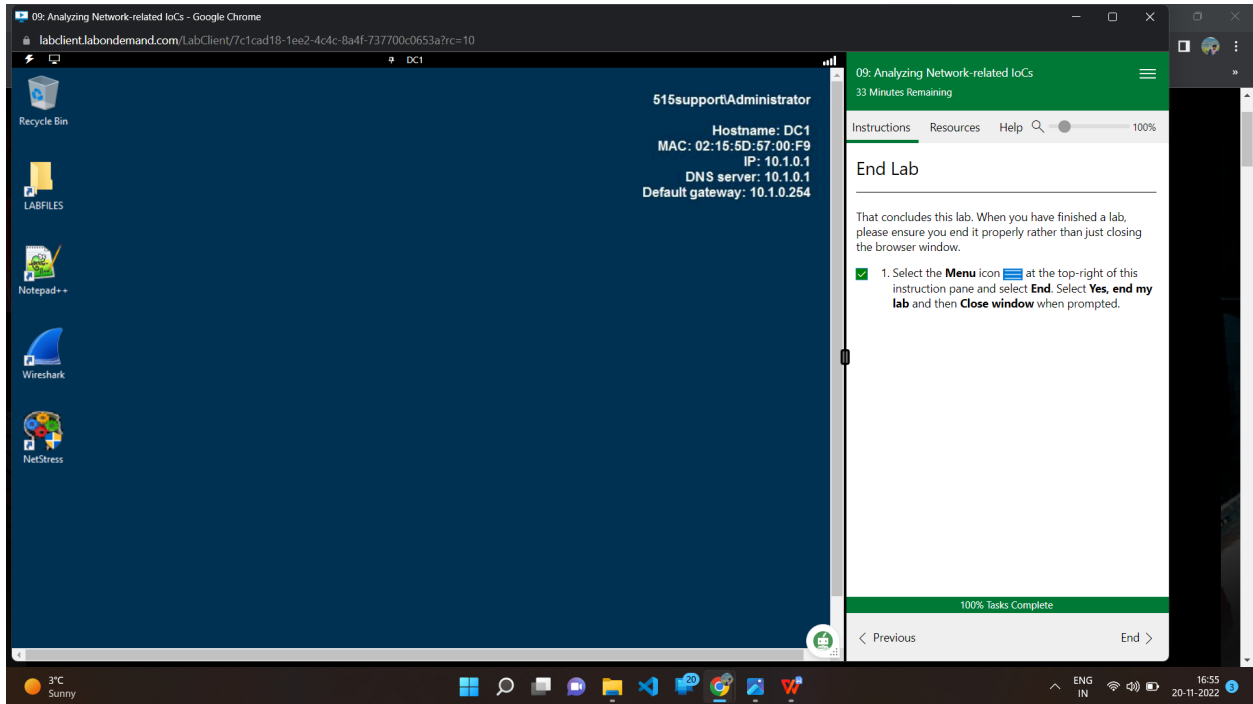 09: Analyzing Network-related IoCs - Google Chrome
labclient.labondemand.com/LabClient/7c1cad18-1ee2-4c4c-8a4f-737700c0653a?rc=10
DC1
Recycle Bin
LABFILES
Notepad++
Wireshark
NetStress
515support\Administrator
Hostname: DC1
MAC: 02:15:5D:57:00:F9
IP: 10.1.0.1
DNS server: 10.1.0.1
Default gateway: 10.1.0.254
09: Analyzing Network-related IoCs
33 Minutes Remaining
Instructions Resources Help 100%
End Lab
That concludes this lab. When you have finished a lab,
please ensure you end it properly rather than just closing
the browser window.
1. Select the Menu icon at the top-right of this
instruction pane and select End. Select Yes, end my
lab and then Close window when prompted.
100% Tasks Complete
< Previous End >
»
3°C
Sunny
20
ENG
IN
16:55
20-11-2022
3